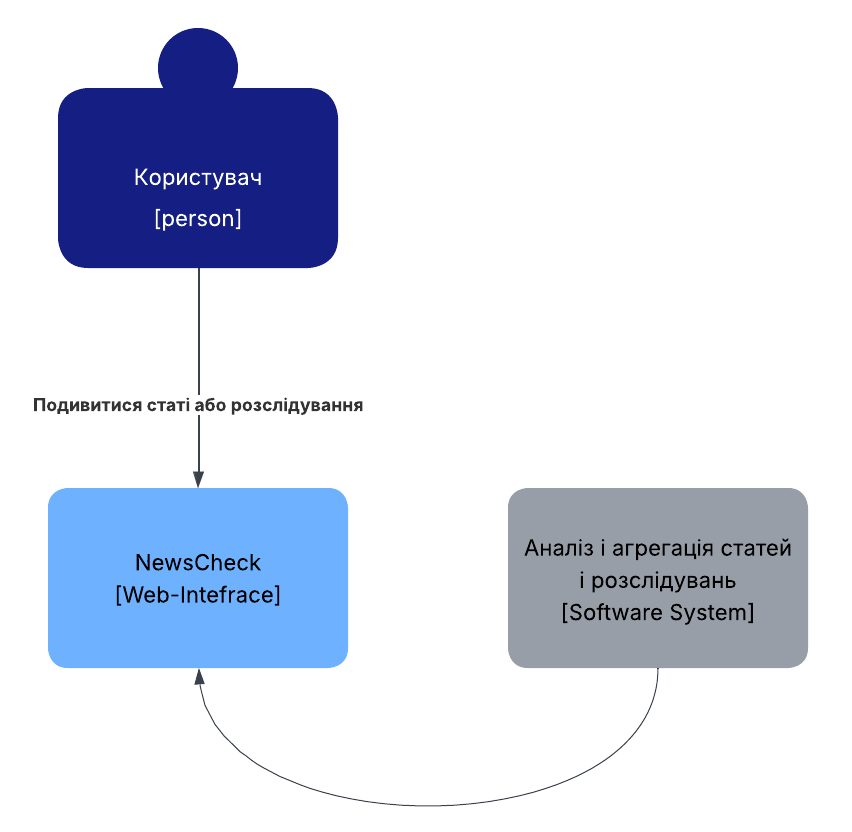 Користувач
[person]
Подивитися статі або розслідування
NewsCheck
[Web-Intefrace]
Аналіз і агрегація статей
і розслідувань
[Software System]